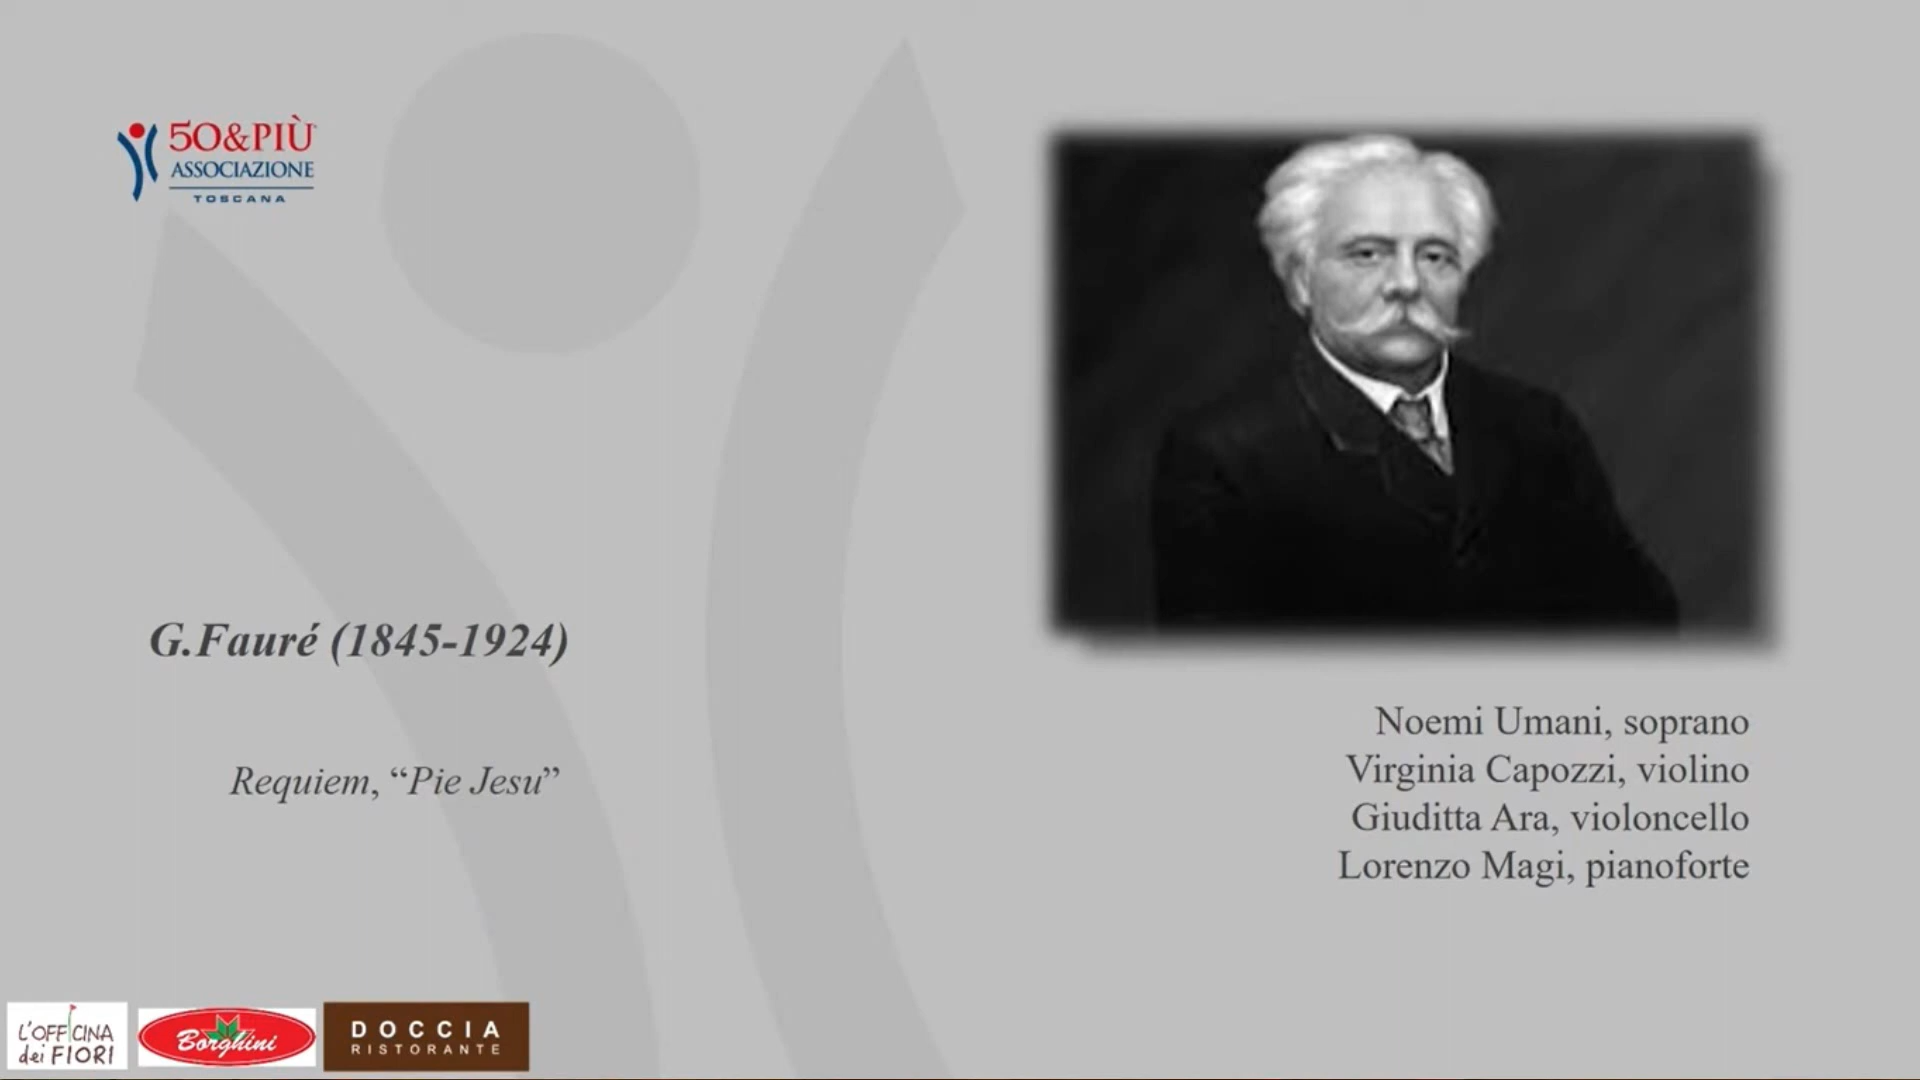 50&PIÙ
ASSOCIAZIONE
TOSCANA
G.Fauré (1845-1924)
Requiem, “Pie Jesu”
Noemi Umani, soprano
Virginia Capozzi, violino
Giuditta Ara, violoncello
Lorenzo Magi, pianoforte
L'OFFICINA
dei FIORI
Borghini
DOCCIA
RISTORANTE